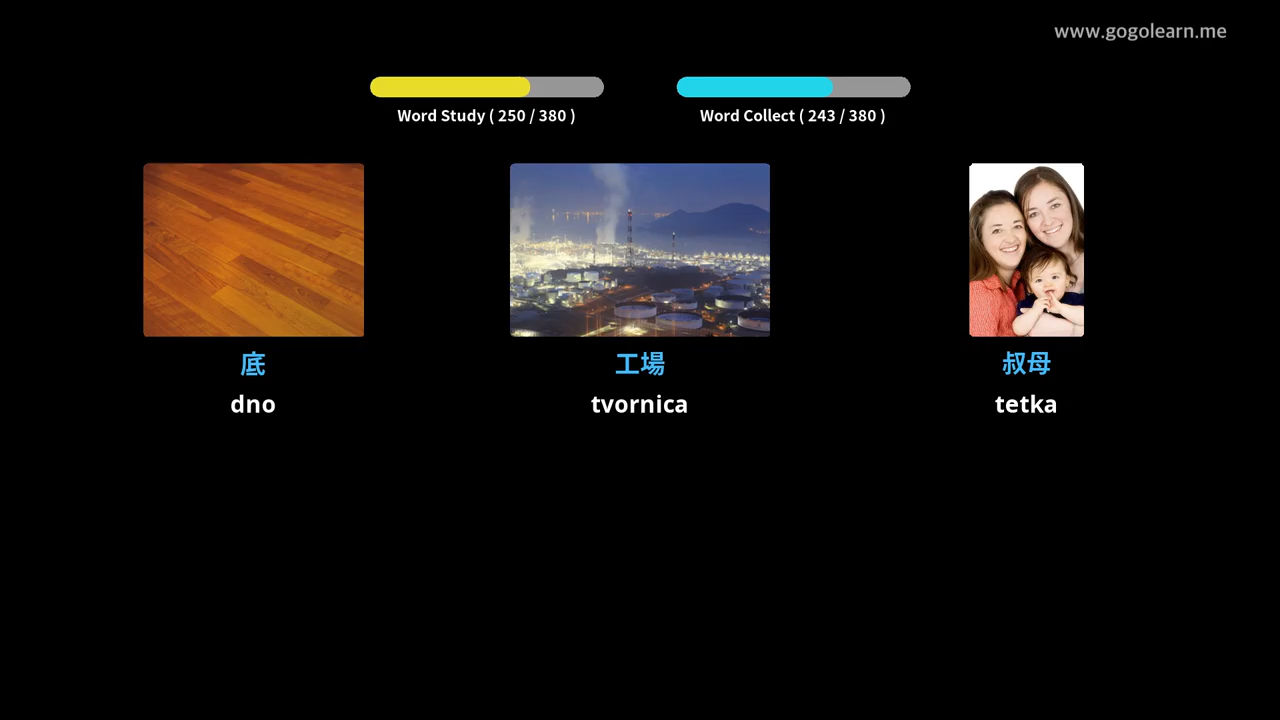 www.gogolearn.me
Word Study ( 250 / 380 )
Word Collect ( 243 / 380 )
底
工場
叔母
dno
tvornica
tetka